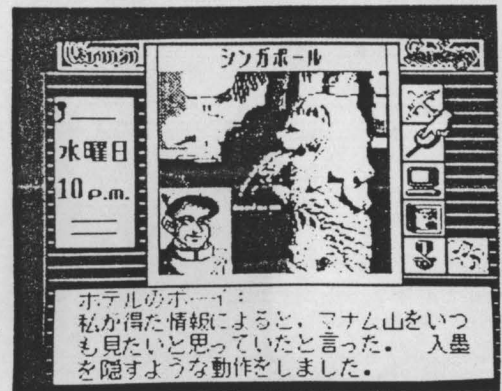 Carmen
Sandiego
シンガポール
水曜日
10 p.m.
ホテルのボーイ:
私が得た情報によると、マナム山をいつ
も見たいと思っていたと言った。 入墨
を隠すような動作をしました。